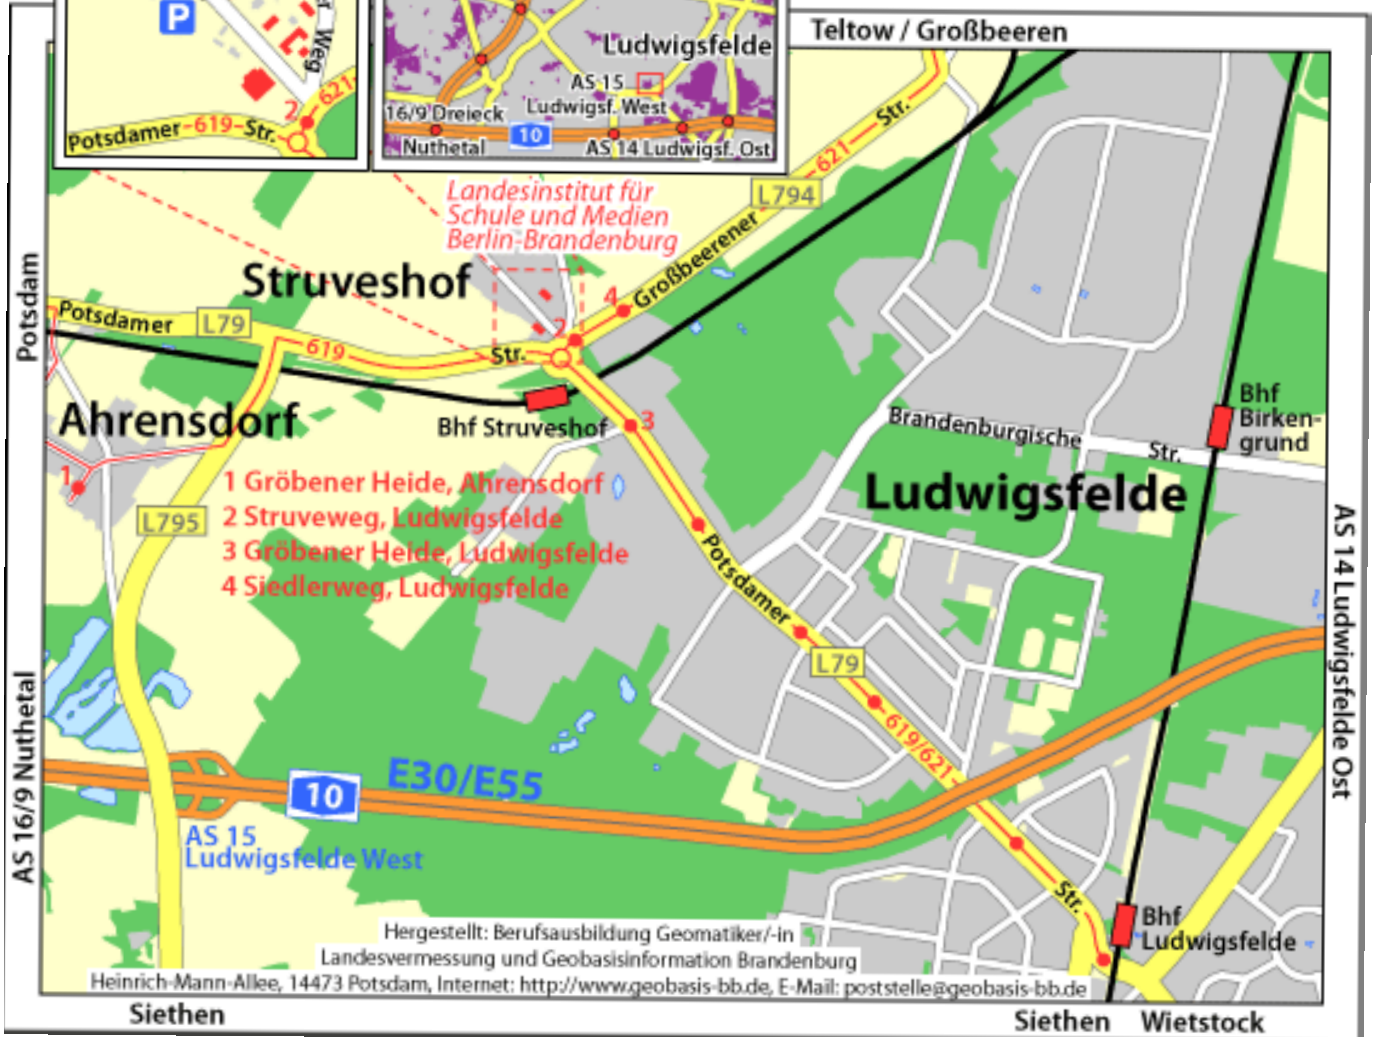 P
Weg
2
621
Potsdamer
619
Str.
Ludwigsfelde
AS 15
Ludwigsf. West
16/9 Dreieck
Nuthetal
10
AS 14 Ludwigsf. Ost
Teltow / Großbeeren
Str.
621
L794
Großbeerener
Landesinstitut für
Schule und Medien
Berlin-Brandenburg
Struveshof
Potsdam
Potsdamer
L79
619
Str.
2
4
Bhf Struveshof
3
Ahrensdorf
1
1 Gröbener Heide, Ahrensdorf
2 Struveweg, Ludwigsfelde
3 Gröbener Heide, Ludwigsfelde
4 Siedlerweg, Ludwigsfelde
L795
Brandenburgische
Str.
Bhf
Birken-
grund
Ludwigsfelde
AS 14 Ludwigsfelde Ost
Potsdamer
L79
619/621
Str.
AS 16/9 Nuthetal
10
E30/E55
AS 15
Ludwigsfelde West
Bhf
Ludwigsfelde
Hergestellt: Berufsausbildung Geomatiker/-in
Landesvermessung und Geobasisinformation Brandenburg
Heinrich-Mann-Allee, 14473 Potsdam, Internet: http://www.geobasis-bb.de, E-Mail: poststelle@geobasis-bb.de
Siethen
Siethen
Wietstock